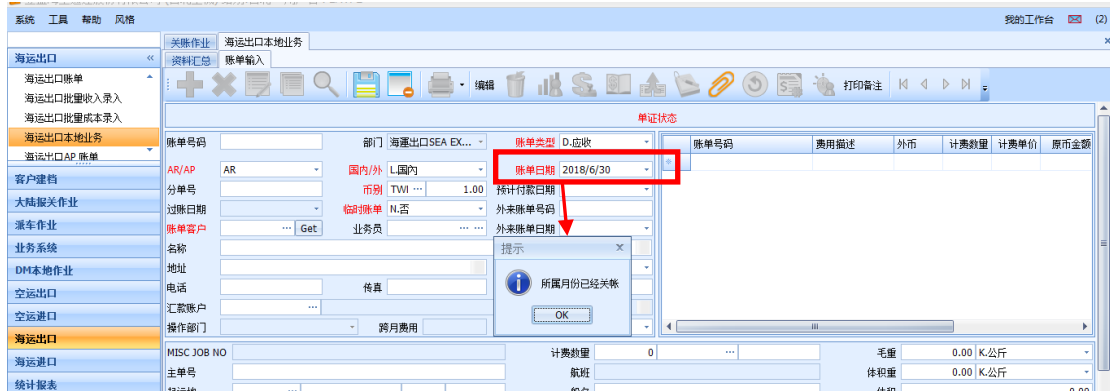 系统 工具 帮助 风格 我的工作台 (2)
关账作业 海运出口本地业务
海运出口 资料汇总 账单输入
海运出口账单
海运出口批量收入录入
海运出口批量成本录入
海运出口本地业务
海运出口AP 账单
客户建档
大陆报关作业
派车作业
业务系统
DM本地作业
空运出口
空运进口
海运出口
海运进口
统计报表
编辑 打印备注
单证状态
账单号码 部门 海運出口SEA EX... 账单类型 D.应收
AR/AP AR 国内/外 L.国内 账单日期 2018/6/30
分单号 币别 TWI ... 1.00 预计付款日期
过账日期 临时账单 N.否 外来账单号码
账单客户 ... Get 业务员 ... ... 外来账单日期
名称
地址
电话 传真
汇款账户 ...
操作部门 跨月费用
提示 x
所属月份已经关帐
OK
账单号码 费用描述 外币 计费数量 计费单价 原币金额
MISC JOB NO 计费数量 0 ... 毛重 0.00 K.公斤
主单号 航班 体积重 0.00 K.公斤